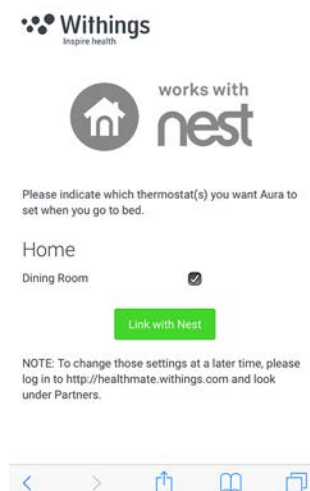 Withings
Inspire health
works with
nest
Please indicate which thermostat(s) you want Aura to
set when you go to bed.
Home
Dining Room
Link with Nest
NOTE: To change those settings at a later time, please
log in to http://healthmate.withings.com and look
under Partners.